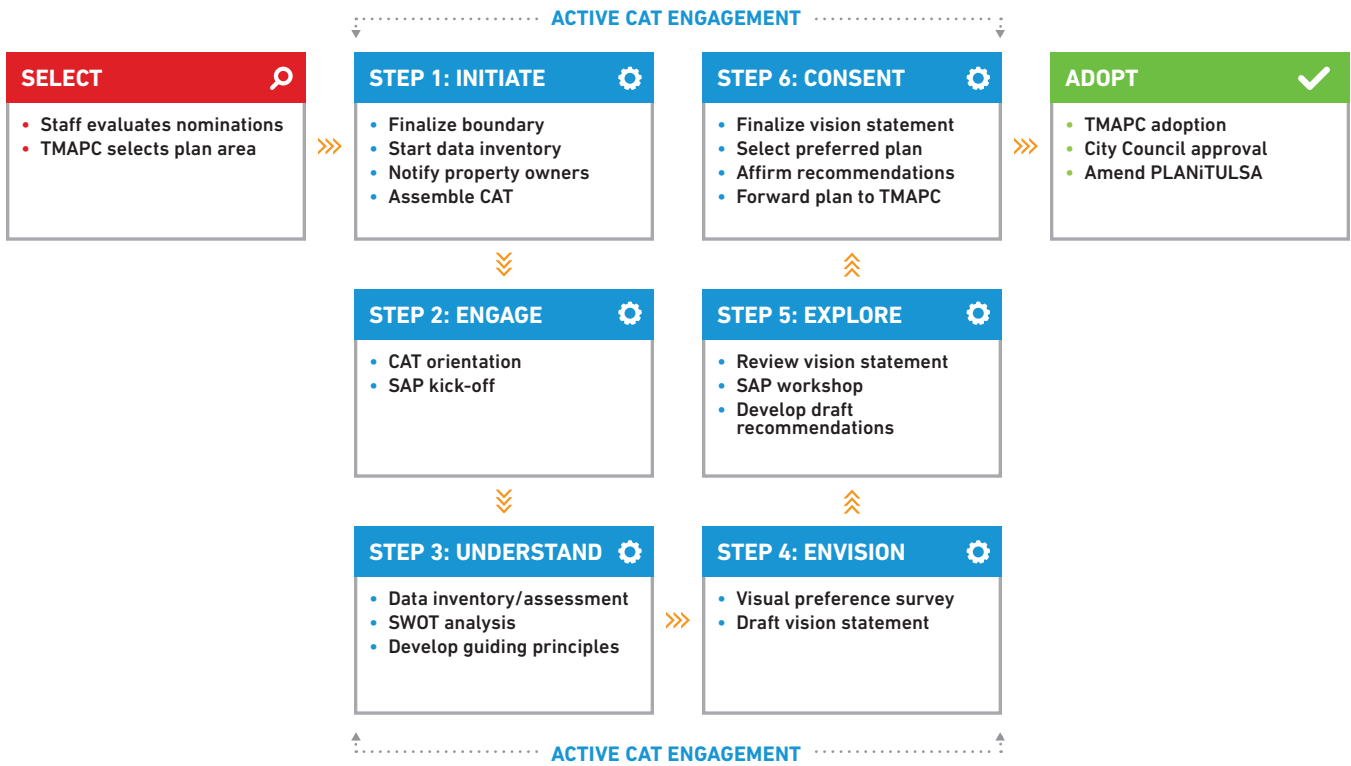 ACTIVE CAT ENGAGEMENT
SELECT
• Staff evaluates nominations
• TMAPC selects plan area
STEP 1: INITIATE
• Finalize boundary
• Start data inventory
• Notify property owners
• Assemble CAT
STEP 2: ENGAGE
• CAT orientation
• SAP kick-off
STEP 3: UNDERSTAND
• Data inventory/assessment
• SWOT analysis
• Develop guiding principles
STEP 4: ENVISION
• Visual preference survey
• Draft vision statement
STEP 5: EXPLORE
• Review vision statement
• SAP workshop
• Develop draft
recommendations
STEP 6: CONSENT
• Finalize vision statement
• Select preferred plan
• Affirm recommendations
• Forward plan to TMAPC
ADOPT
• TMAPC adoption
• City Council approval
• Amend PLANiTULSA
ACTIVE CAT ENGAGEMENT